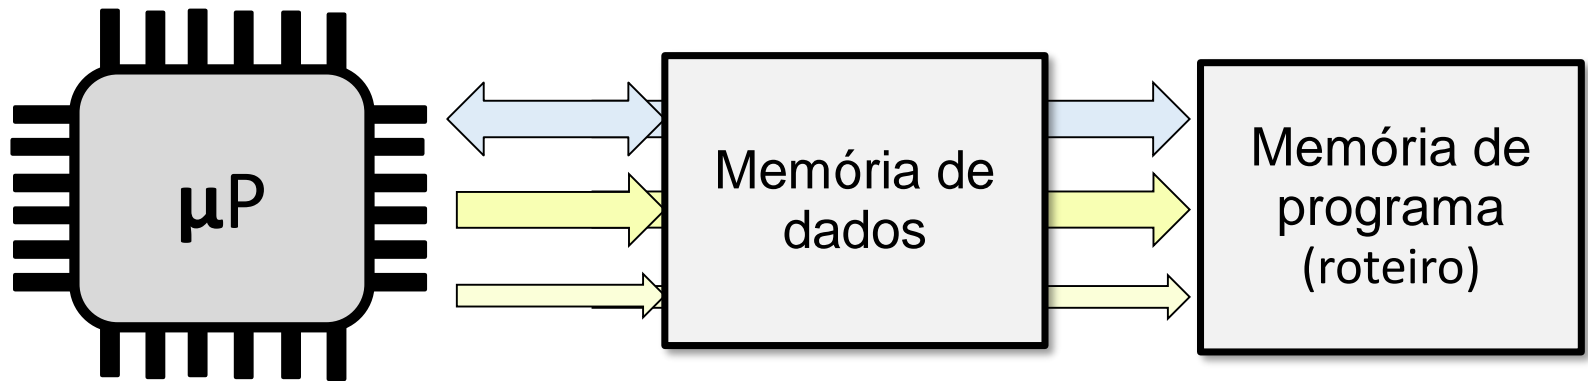 µP
Memória de
dados
Memória de
programa
(roteiro)